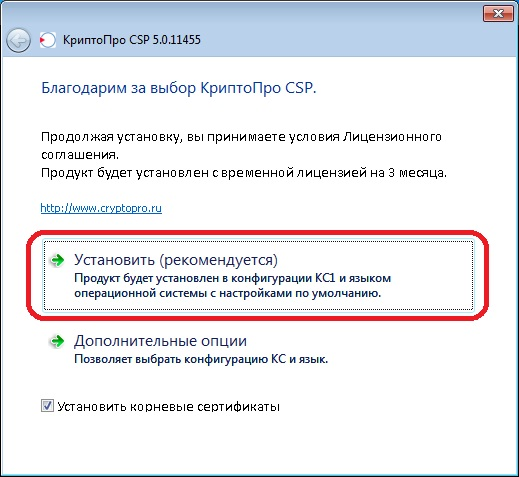 КриптоПро CSP 5.0.11455
Благодарим за выбор КриптоПро CSP.
Продолжая установку, вы принимаете условия Лицензионного
соглашения.
Продукт будет установлен с временной лицензией на 3 месяца.
http://www.cryptopro.ru
Установить (рекомендуется)
Продукт будет установлен в конфигурации КС1 и языком
операционной системы с настройками по умолчанию.
Дополнительные опции
Позволяет выбрать конфигурацию КС и язык.
Установить корневые сертификаты